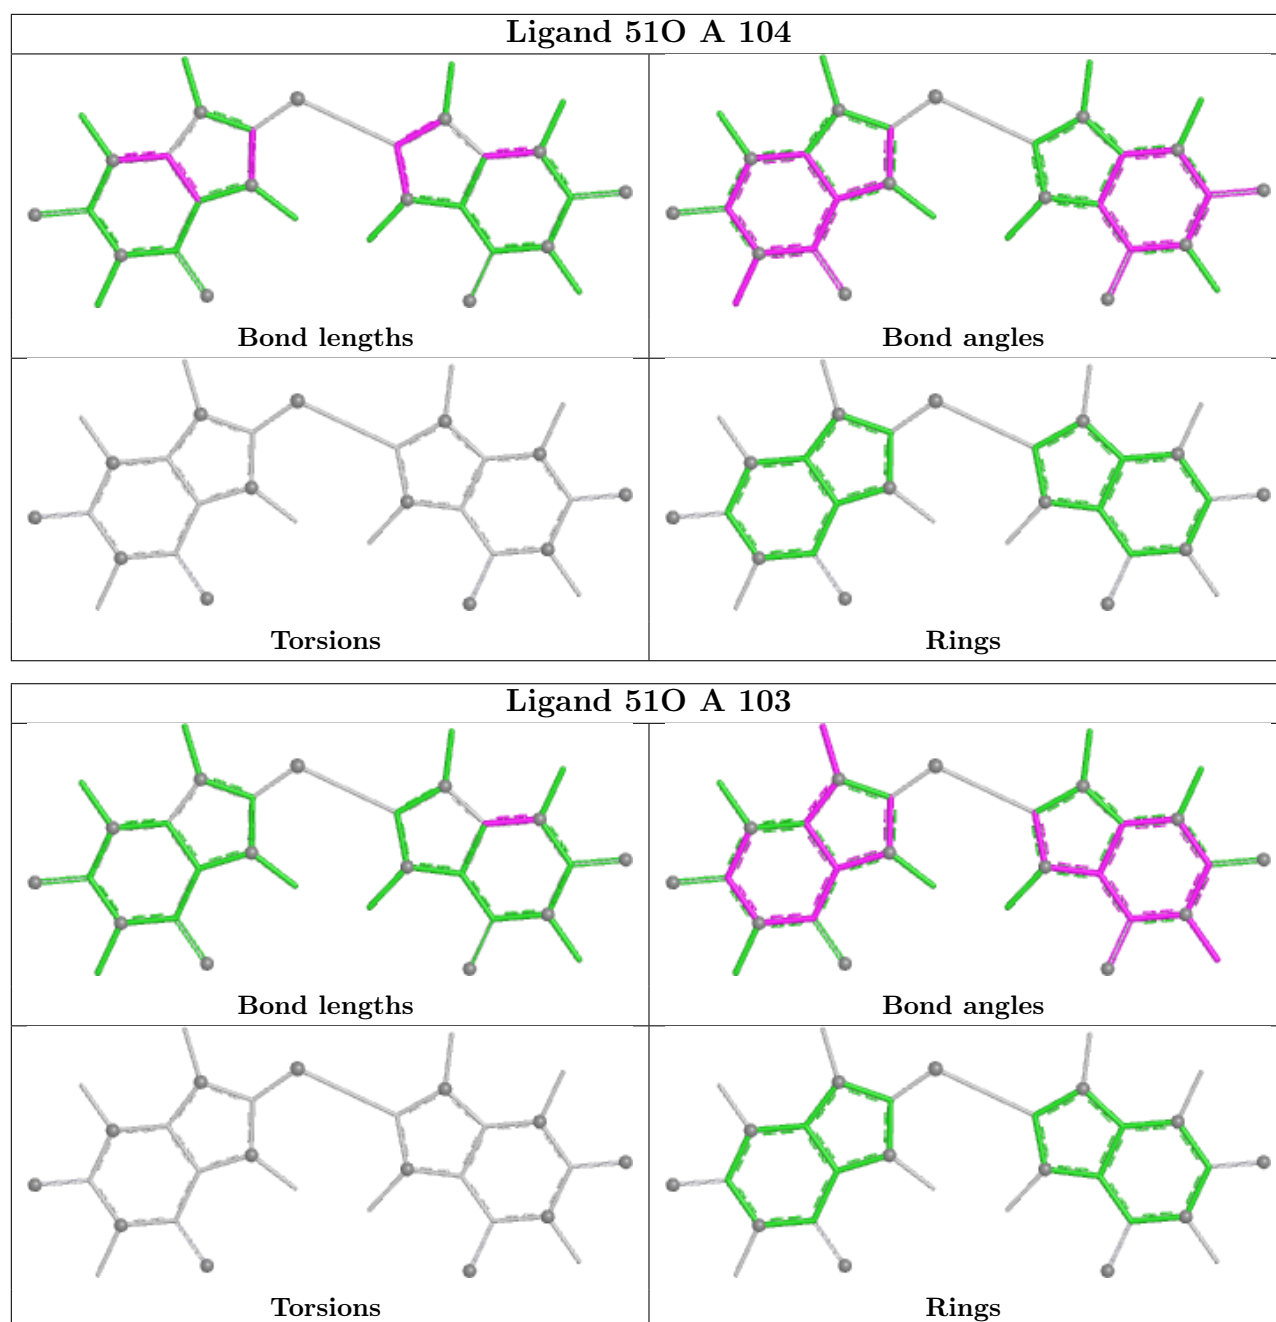 Ligand 51O A 104
Bond lengths
Bond angles
Torsions
Rings
Ligand 51O A 103
Bond lengths
Bond angles
Torsions
Rings